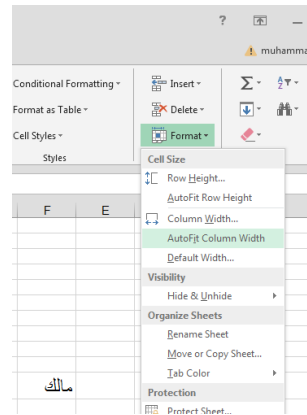 ?
muhamma
Conditional Formatting
Insert
Format as Table
Delete
Cell Styles
Format
Styles
Cell Size
Row Height...
AutoFit Row Height
Column Width...
AutoFit Column Width
Default Width...
Visibility
Hide & Unhide
Organize Sheets
Rename Sheet
Move or Copy Sheet...
Tab Color
Protection
Protect Sheet...
F E
مالك